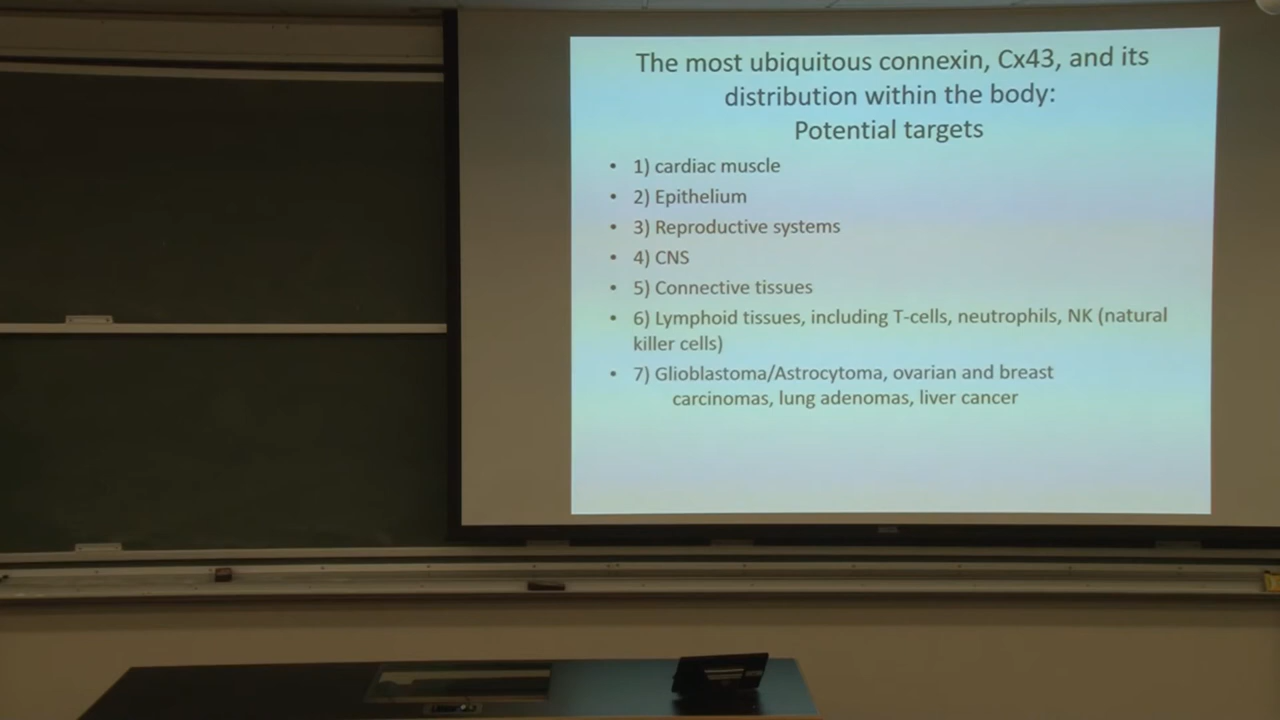 The most ubiquitous connexin, Cx43, and its
distribution within the body:
Potential targets
• 1) cardiac muscle
• 2) Epithelium
• 3) Reproductive systems
• 4) CNS
• 5) Connective tissues
• 6) Lymphoid tissues, including T-cells, neutrophils, NK (natural
killer cells)
• 7) Glioblastoma/Astrocytoma, ovarian and breast
carcinomas, lung adenomas, liver cancer